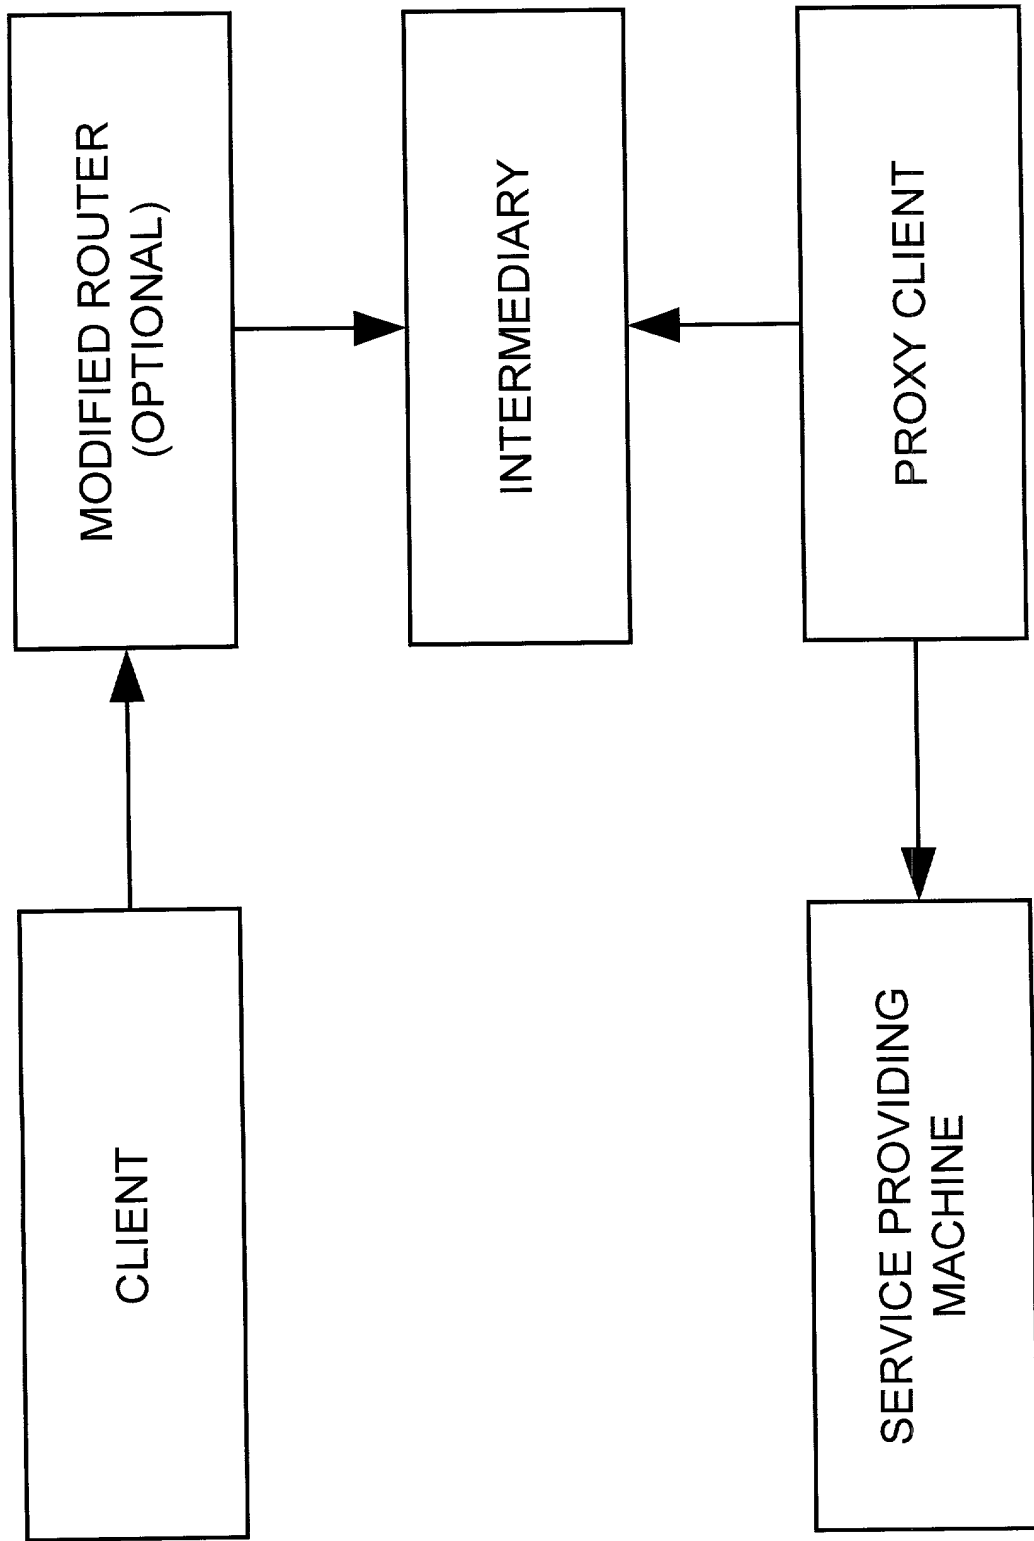 CLIENT
MODIFIED ROUTER
(OPTIONAL)
INTERMEDIARY
SERVICE PROVIDING
MACHINE
PROXY CLIENT